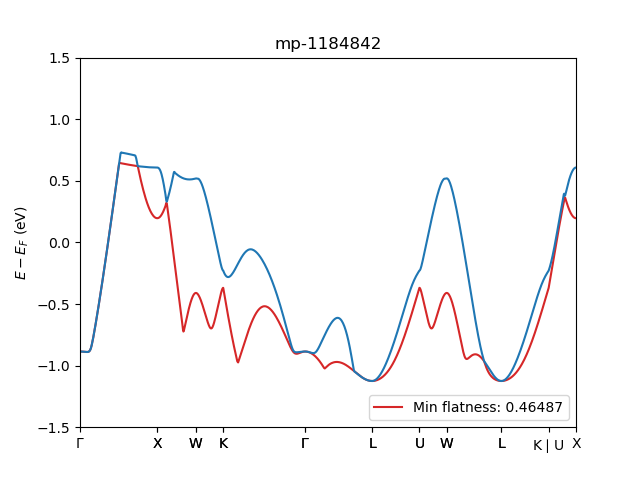 mp-1184842
E − E_F (eV)
1.5
1.0
0.5
0.0
−0.5
−1.0
−1.5
Min flatness: 0.46487
Γ X W K Γ L U W L K | U X